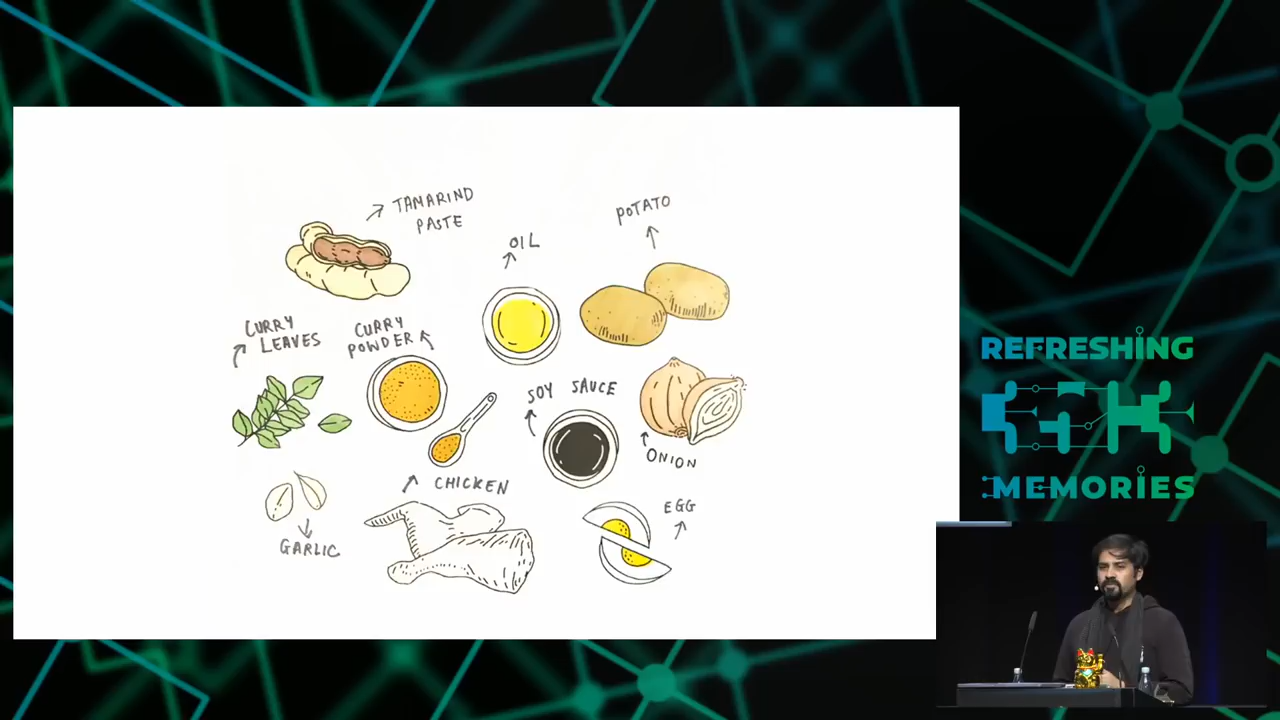 TAMARIND
PASTE
OIL
POTATO
CURRY
LEAVES
CURRY
POWDER
SOY SAUCE
ONION
CHICKEN
EGG
GARLIC
REFRESHING
MEMORIES